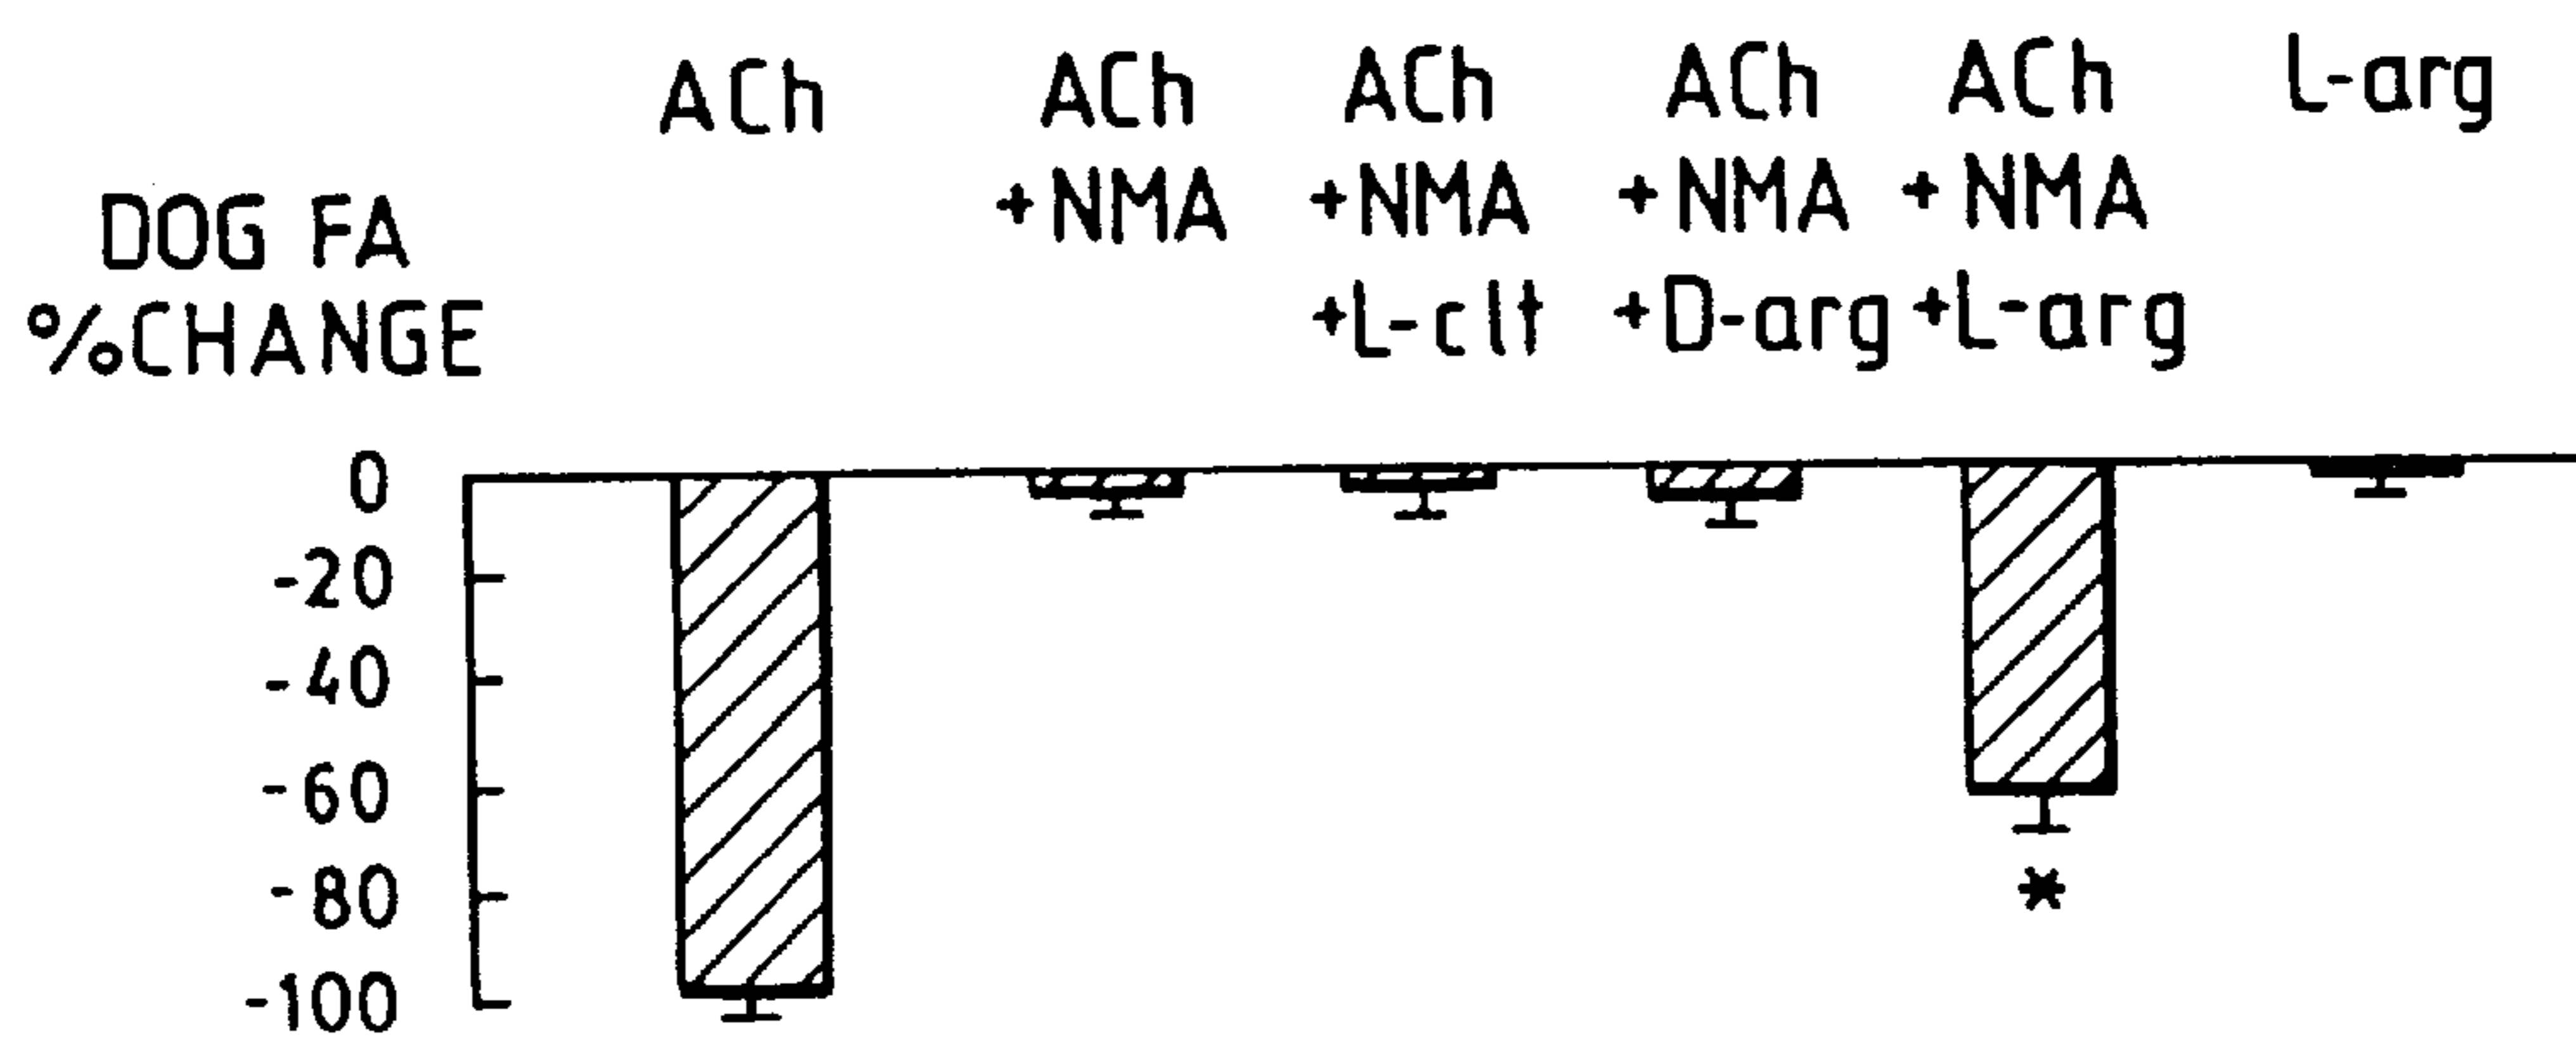 ACh ACh ACh ACh ACh L-arg
+NMA +NMA +NMA +NMA
+L-clt +D-arg +L-arg
DOG FA
%CHANGE
0
-20
-40
-60
-80
-100
*